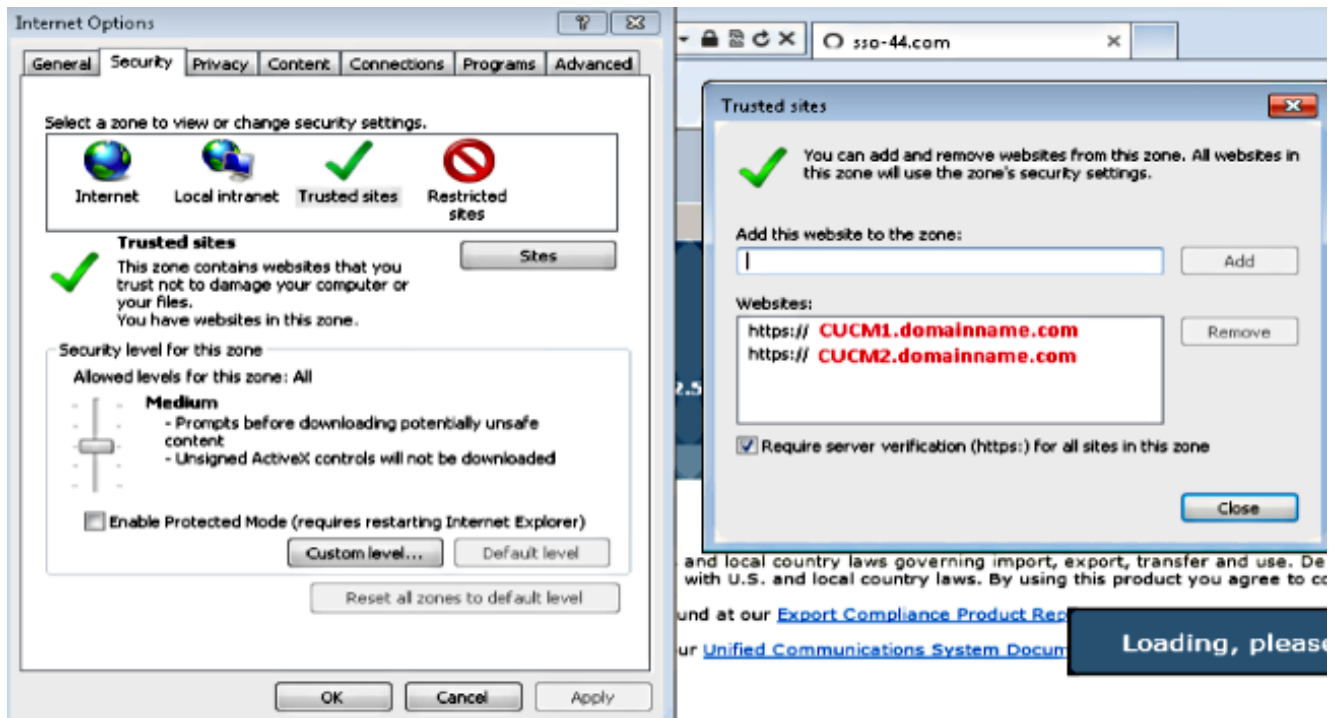 Internet Options
General Security Privacy Content Connections Programs Advanced
Select a zone to view or change security settings.
Internet Local intranet Trusted sites Restricted sites
Trusted sites
This zone contains websites that you
trust not to damage your computer or
your files.
You have websites in this zone.
Sites
Security level for this zone
Allowed levels for this zone: All
Medium
- Prompts before downloading potentially unsafe
content
- Unsigned ActiveX controls will not be downloaded
Enable Protected Mode (requires restarting Internet Explorer)
Custom level... Default level
Reset all zones to default level
OK Cancel Apply
sso-44.com
Trusted sites
You can add and remove websites from this zone. All websites in
this zone will use the zone's security settings.
Add this website to the zone:
Add
Websites:
https:// CUCM1.domainname.com
https:// CUCM2.domainname.com
Remove
Require server verification (https:) for all sites in this zone
Close
and local country laws governing import, export, transfer and use. De
with U.S. and local country laws. By using this product you agree to
und at our Export Compliance Product Rep
ur Unified Communications System Docum
Loading, please